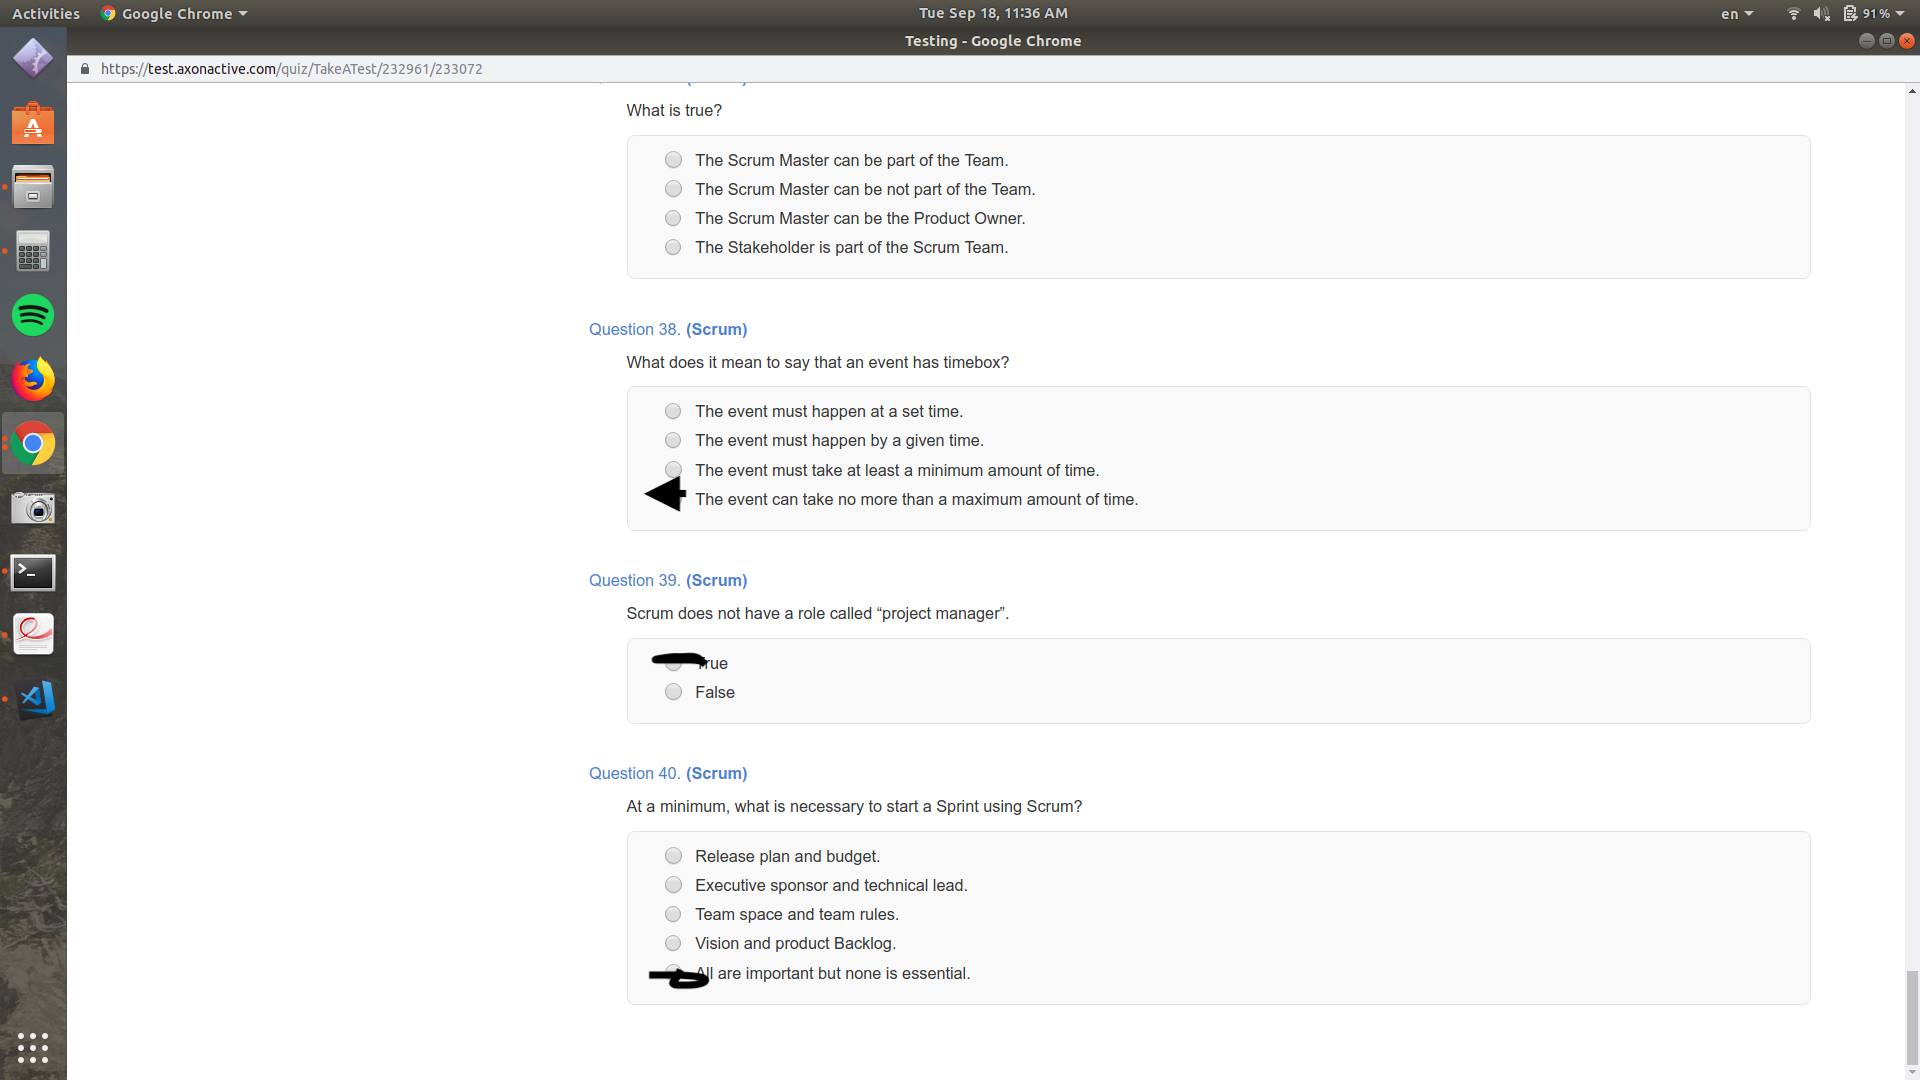 Activities Google Chrome Tue Sep 18, 11:36 AM en 91%
Testing - Google Chrome
https://test.axonactive.com/quiz/TakeATest/232961/233072
What is true?
The Scrum Master can be part of the Team.
The Scrum Master can be not part of the Team.
The Scrum Master can be the Product Owner.
The Stakeholder is part of the Scrum Team.
Question 38. (Scrum)
What does it mean to say that an event has timebox?
The event must happen at a set time.
The event must happen by a given time.
The event must take at least a minimum amount of time.
The event can take no more than a maximum amount of time.
Question 39. (Scrum)
Scrum does not have a role called “project manager”.
True
False
Question 40. (Scrum)
At a minimum, what is necessary to start a Sprint using Scrum?
Release plan and budget.
Executive sponsor and technical lead.
Team space and team rules.
Vision and product Backlog.
All are important but none is essential.